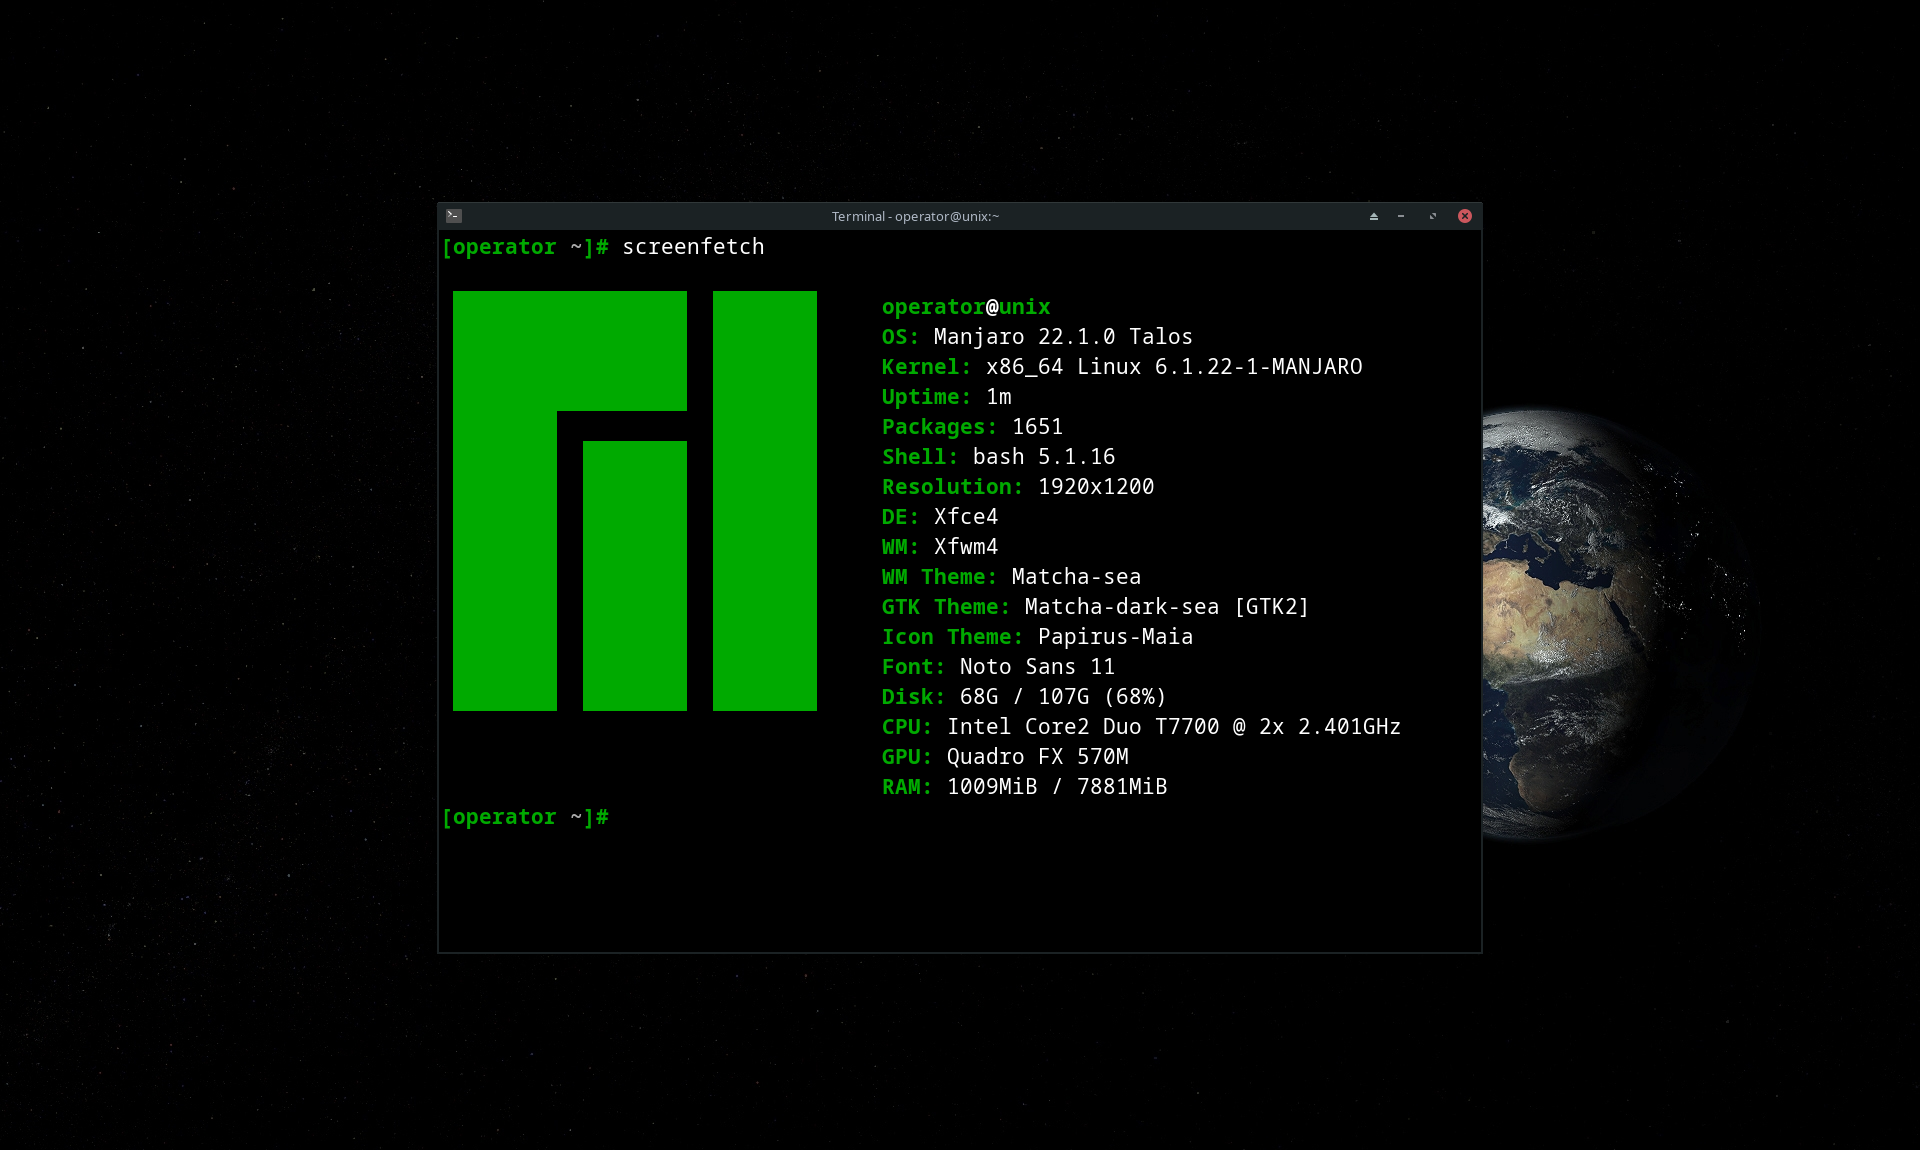 Terminal - operator@unix:~
[operator ~]# screenfetch
operator@unix
OS: Manjaro 22.1.0 Talos
Kernel: x86_64 Linux 6.1.22-1-MANJARO
Uptime: 1m
Packages: 1651
Shell: bash 5.1.16
Resolution: 1920x1200
DE: Xfce4
WM: Xfwm4
WM Theme: Matcha-sea
GTK Theme: Matcha-dark-sea [GTK2]
Icon Theme: Papirus-Maia
Font: Noto Sans 11
Disk: 68G / 107G (68%)
CPU: Intel Core2 Duo T7700 @ 2x 2.401GHz
GPU: Quadro FX 570M
RAM: 1009MiB / 7881MiB
[operator ~]#